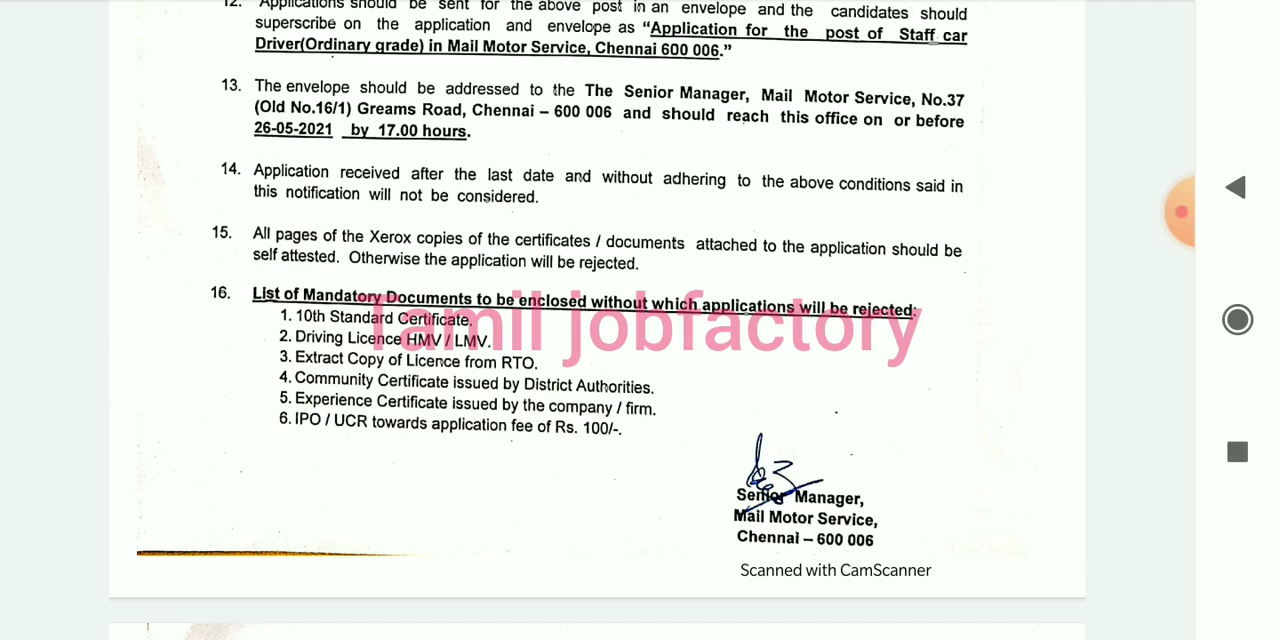 12. Applications should be sent for the above post in an envelope and the candidates should
superscribe on the application and envelope as “Application for the post of Staff car
Driver(Ordinary grade) in Mail Motor Service, Chennai 600 006.”
13. The envelope should be addressed to the The Senior Manager, Mail Motor Service, No.37
(Old No.16/1) Greams Road, Chennai – 600 006 and should reach this office on or before
26-05-2021 by 17.00 hours.
14. Application received after the last date and without adhering to the above conditions said in
this notification will not be considered.
15. All pages of the Xerox copies of the certificates / documents attached to the application should be
self attested. Otherwise the application will be rejected.
16. List of Mandatory Documents to be enclosed without which applications will be rejected:
1. 10th Standard Certificate.
2. Driving Licence HMV / LMV.
3. Extract Copy of Licence from RTO.
4. Community Certificate issued by District Authorities.
5. Experience Certificate issued by the company / firm.
6. IPO / UCR towards application fee of Rs. 100/-.
Tamil jobfactory
Senior Manager,
Mail Motor Service,
Chennai – 600 006
Scanned with CamScanner